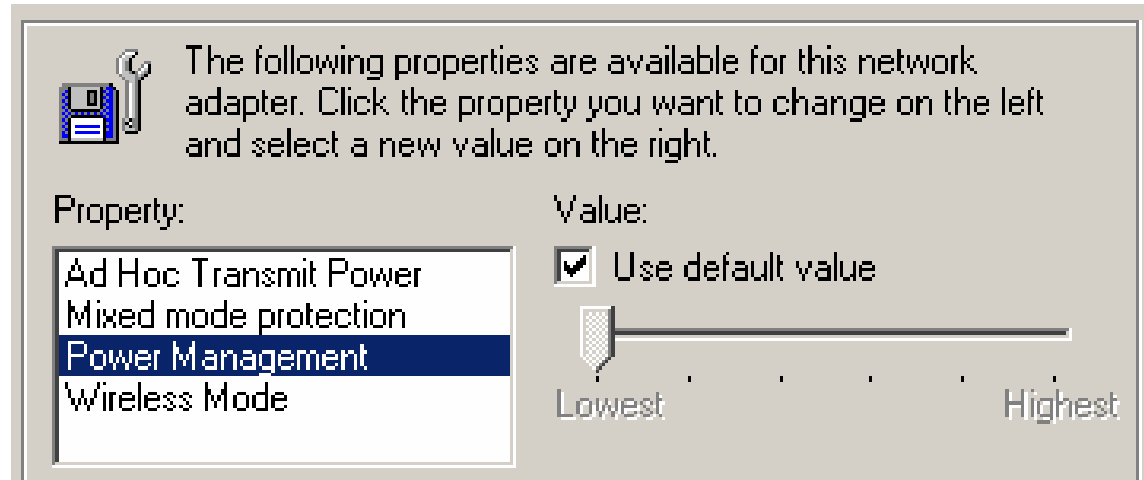 The following properties are available for this network
adapter. Click the property you want to change on the left
and select a new value on the right.
Property:
Value:
Ad Hoc Transmit Power
Mixed mode protection
Power Management
Wireless Mode
Use default value
Lowest
Highest